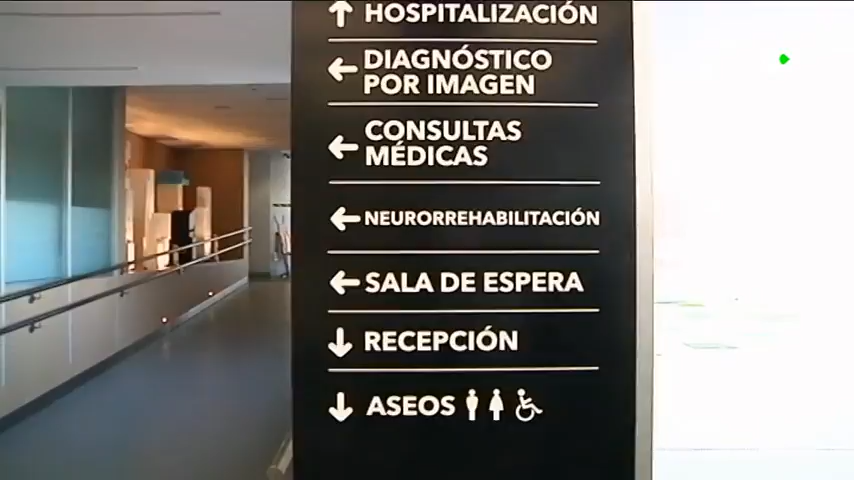 HOSPITALIZACIÓN
DIAGNÓSTICO
POR IMAGEN
CONSULTAS
MÉDICAS
NEURORREHABILITACIÓN
SALA DE ESPERA
RECEPCIÓN
ASEOS